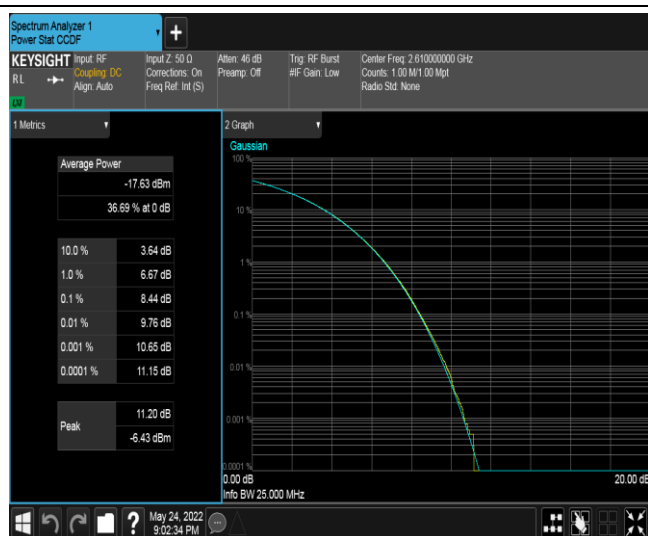 Spectrum Analyzer 1
Power Stat CCDF
KEYSIGHT
RL
LXI
Input: RF
Coupling: DC
Align: Auto
Input Z: 50 Ω
Corrections: On
Freq Ref: Int (S)
Atten: 46 dB
Preamp: Off
Trig: RF Burst
#IF Gain: Low
Center Freq: 2.610000000 GHz
Counts: 1.00 M/1.00 Mpt
Radio Std: None
1 Metrics
Average Power
-17.63 dBm
36.69 % at 0 dB
10.0 % 3.64 dB
1.0 % 6.67 dB
0.1 % 8.44 dB
0.01 % 9.76 dB
0.001 % 10.65 dB
0.0001 % 11.15 dB
Peak
11.20 dB
-6.43 dBm
2 Graph
Gaussian
100 %
10 %
1 %
0.1 %
0.01 %
0.001 %
0.0001 %
0.00 dB
20.00 dB
Info BW 25.000 MHz
?
May 24, 2022
9:02:34 PM